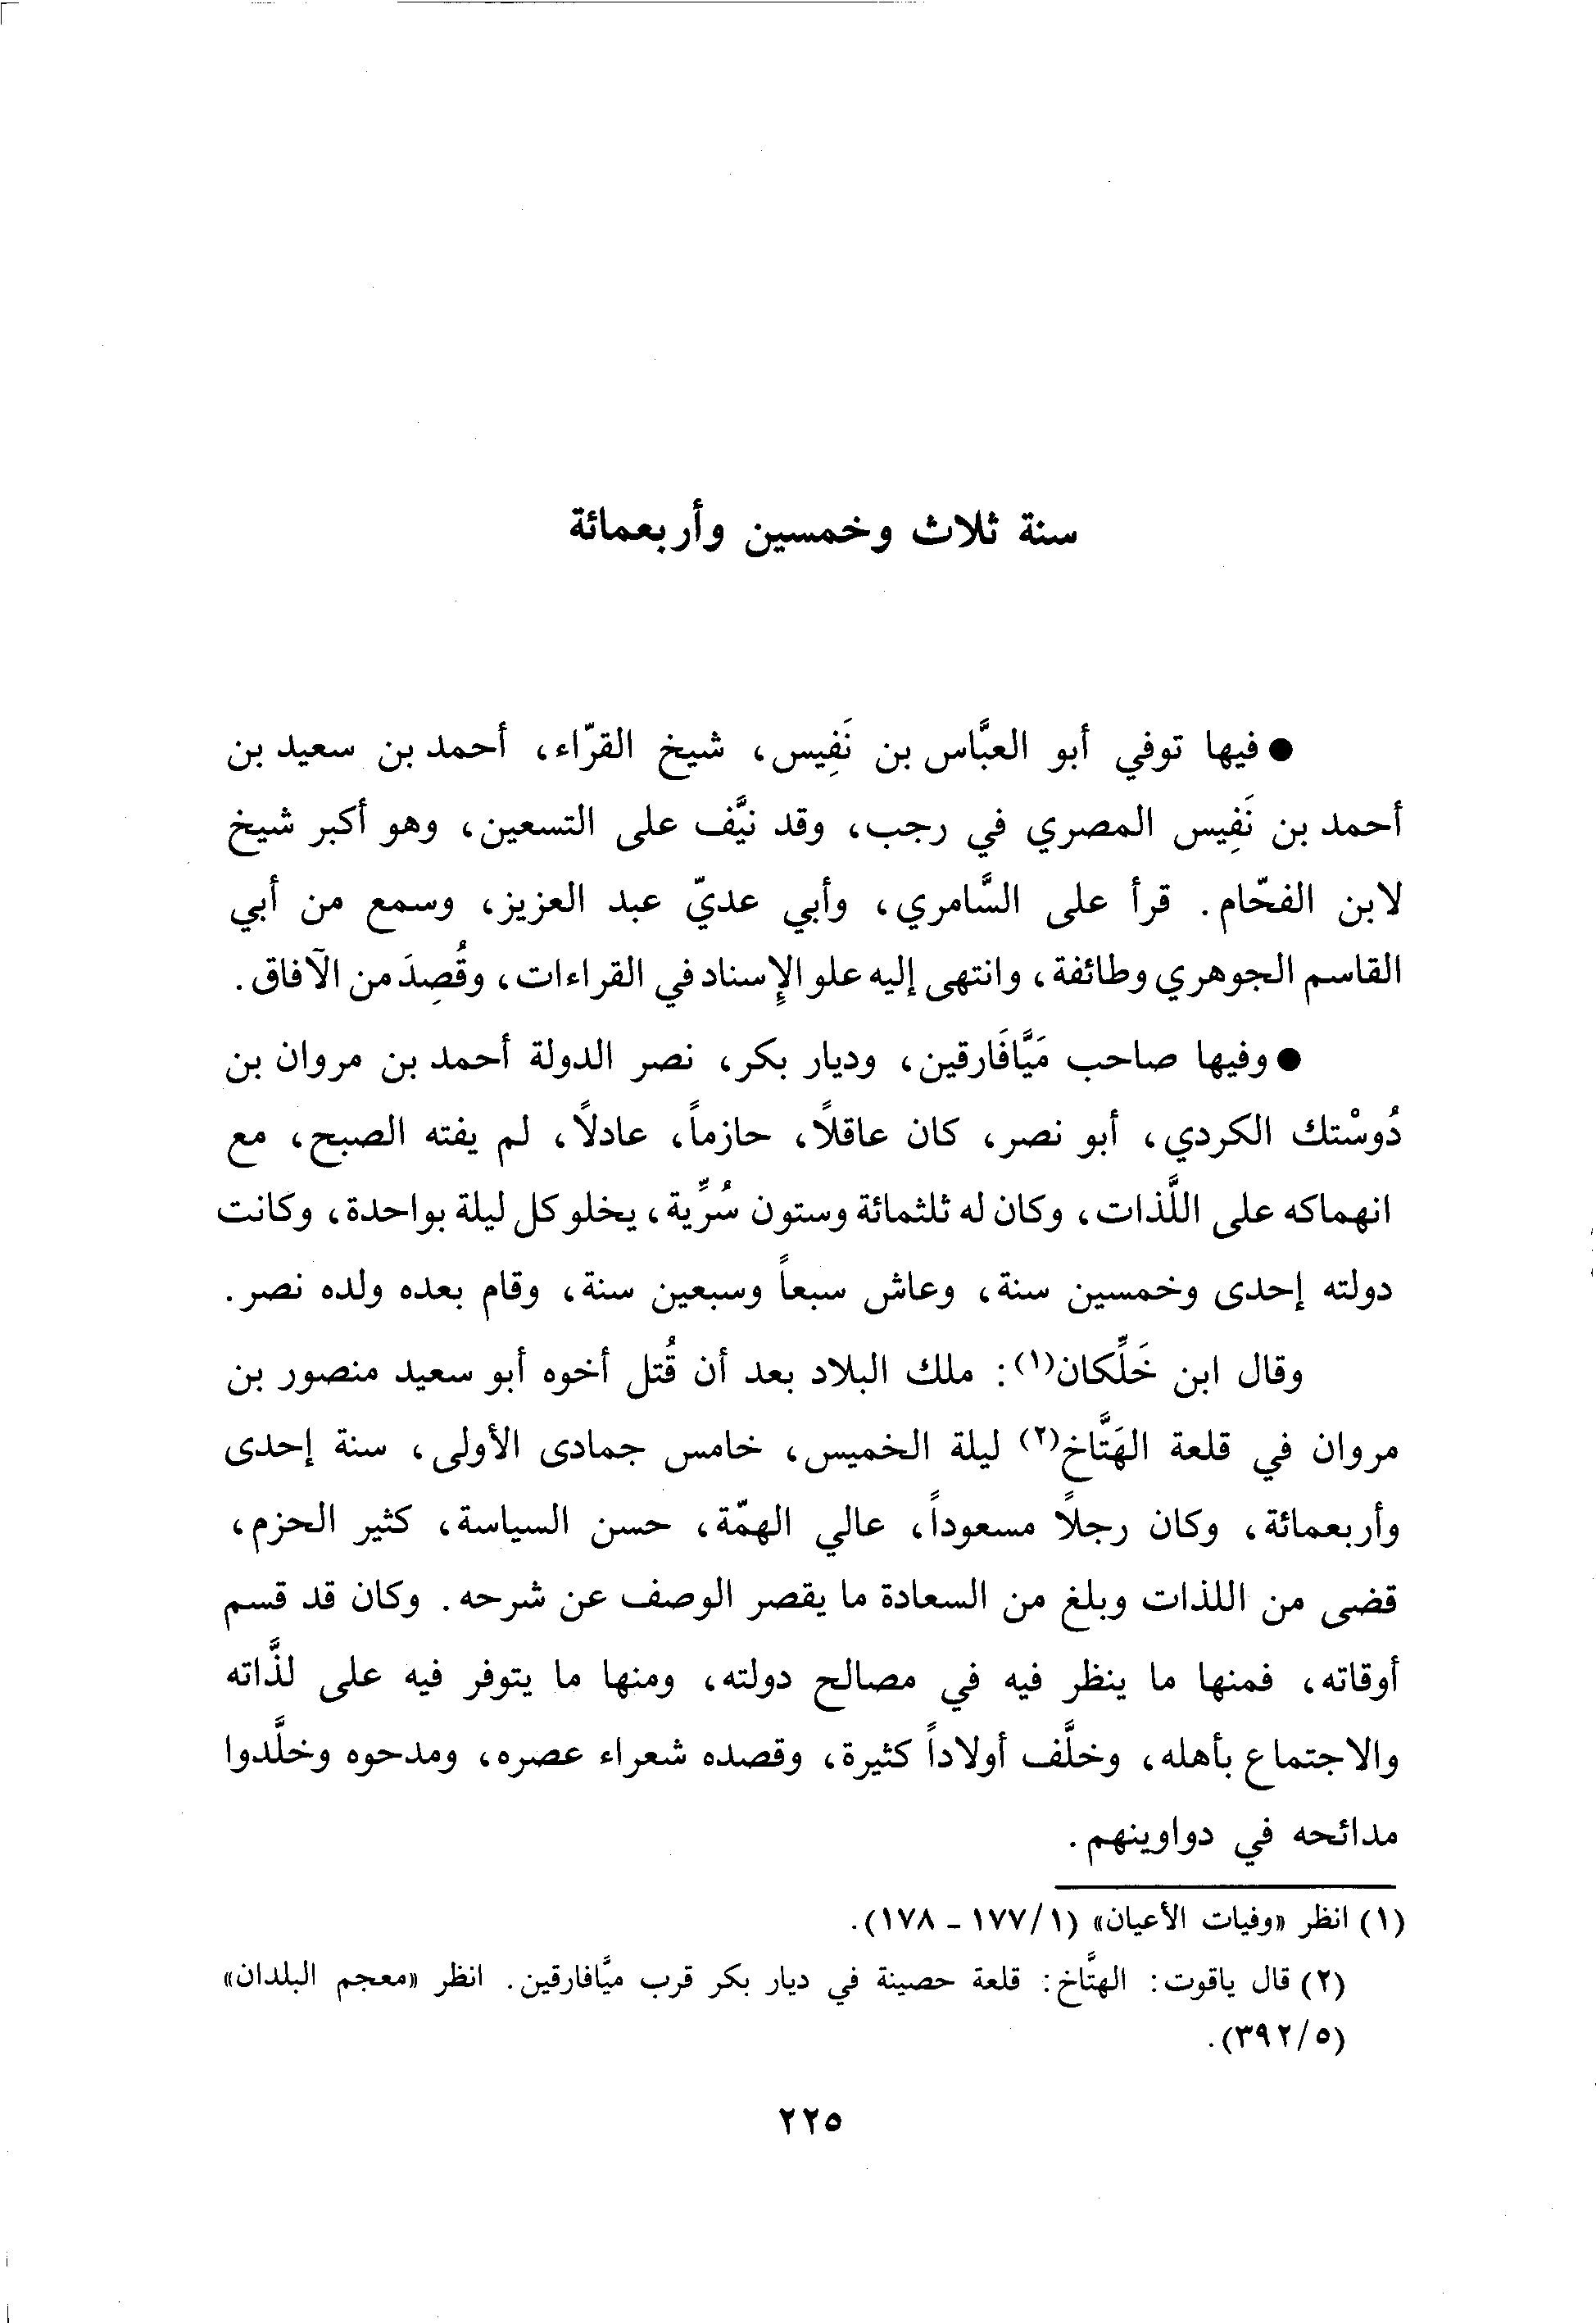 سنة ثلاث وخمسين وأربعمائة
● فيها توفي أبو العبَّاس بن نَفِيس، شيخ القرّاء، أحمد بن سعيد بن
أحمد بن نَفِيس المصري في رجب، وقد نيَّف على التسعين، وهو أكبر شيخ
لابن الفحّام. قرأ على السَّامري، وأبي عديّ عبد العزيز، وسمع من أبي
القاسم الجوهري وطائفة، وانتهى إليه علو الإِسناد في القراءات، وقُصِدَ من الآفاق.
● وفيها صاحب مَيَّافَارقين، وديار بكر، نصر الدولة أحمد بن مروان بن
دُوسْتك الكردي، أبو نصر، كان عاقلاً، حازماً، عادلاً، لم يفته الصبح، مع
انهماكه على اللَّذات، وكان له ثلثمائة وستون سُرِّية، يخلو كل ليلة بواحدة، وكانت
دولته إحدى وخمسين سنة، وعاش سبعاً وسبعين سنة، وقام بعده ولده نصر.
وقال ابن خَلِّكان(١): ملك البلاد بعد أن قُتل أخوه أبو سعيد منصور بن
مروان في قلعة الهَتَّاخ(٢) ليلة الخميس، خامس جمادى الأولى، سنة إحدى
وأربعمائة، وكان رجلاً مسعوداً، عالي الهمّة، حسن السياسة، كثير الحزم،
قضى من اللذات وبلغ من السعادة ما يقصر الوصف عن شرحه. وكان قد قسم
أوقاته، فمنها ما ينظر فيه في مصالح دولته، ومنها ما يتوفر فيه على لذَّاته
والاجتماع بأهله، وخلَّف أولاداً كثيرة، وقصده شعراء عصره، ومدحوه وخلَّدوا
مدائحه في دواوينهم.
(١) انظر «وفيات الأعيان» (١/١٧٧ - ١٧٨).
(٢) قال ياقوت: الهتَّاخ: قلعة حصينة في ديار بكر قرب ميَّافارقين. انظر «معجم البلدان»
(٥/٣٩٢).
٢٢٥